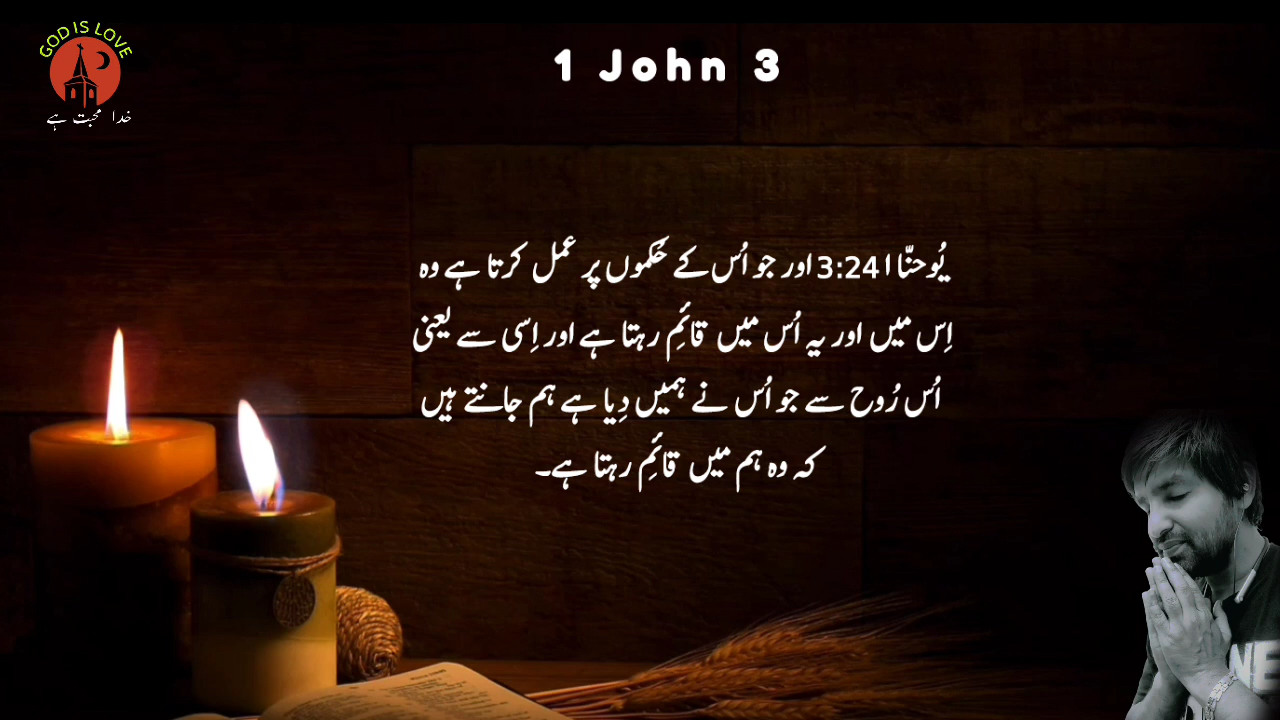 GOD IS LOVE
خدا محبت ہے
1 John 3
یُوحنّا ۱ 3:24 اور جو اُس کے حُکموں پر عمل کرتا ہے وہ
اِس میں اور یہ اُس میں قائِم رہتا ہے اور اِسی سے یعنی
اُس رُوح سے جو اُس نے ہمیں دِیا ہے ہم جانتے ہیں
کہ وہ ہم میں قائِم رہتا ہے۔